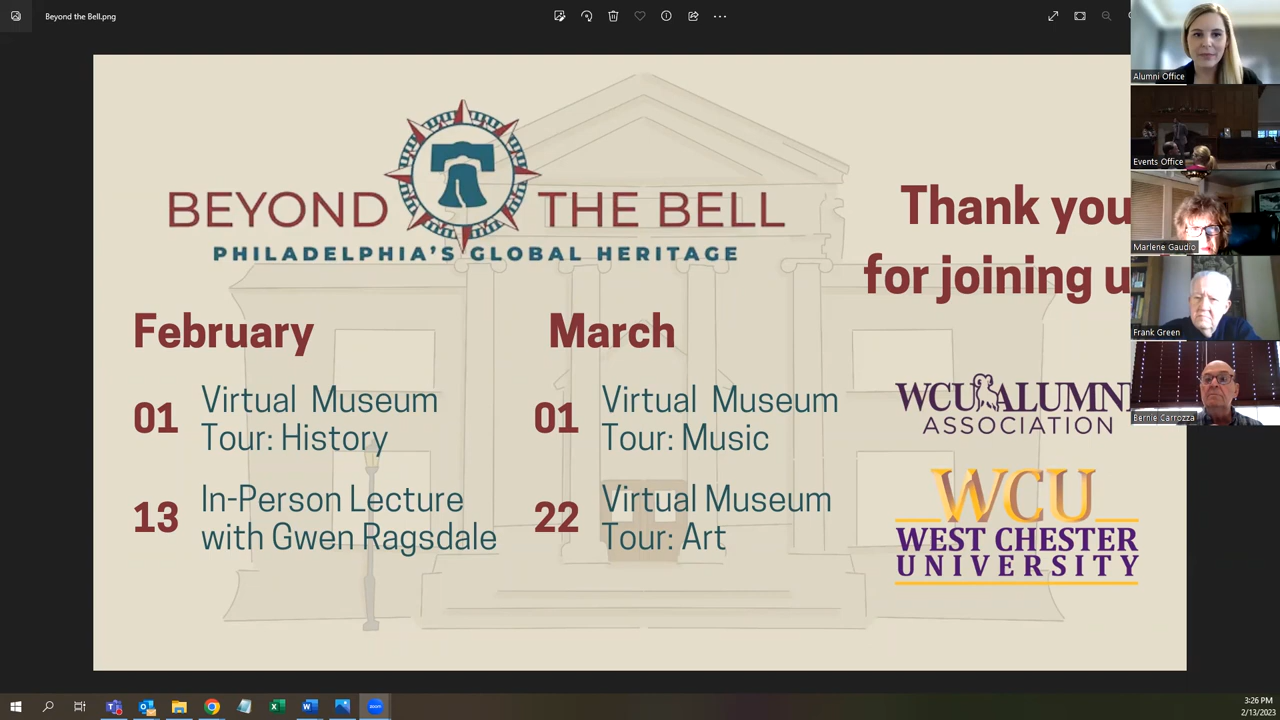 Beyond the Bell.png
BEYOND THE BELL
PHILADELPHIA'S GLOBAL HERITAGE
Thank you
for joining u
February
01 Virtual Museum
Tour: History
13 In-Person Lecture
with Gwen Ragsdale
March
01 Virtual Museum
Tour: Music
22 Virtual Museum
Tour: Art
WCU ALUMNI
ASSOCIATION
WCU
WEST CHESTER
UNIVERSITY
Alumni Office
Events Office
Marlene Gaudio
Frank Green
Bernie Carrozza
3:26 PM
2/13/2023